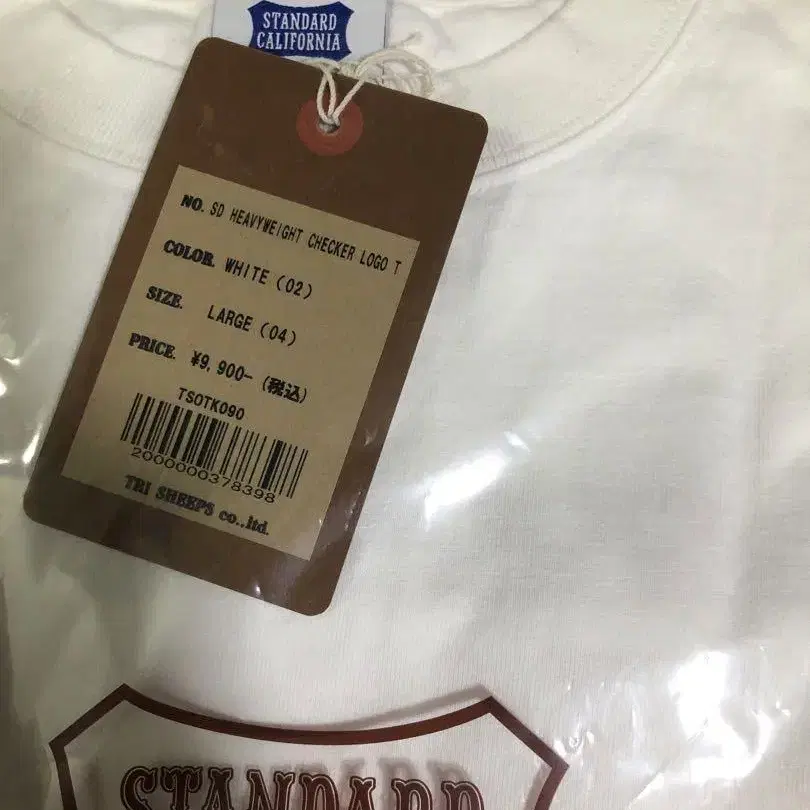 STANDARD
CALIFORNIA
NO. SD HEAVYWEIGHT CHECKER LOGO T
COLOR. WHITE (02)
SIZE. LARGE (04)
PRICE. ¥9,900- (税込)
TSOTK090
2000000378398
TRI SHEEPS co.,ltd.
STANDARD